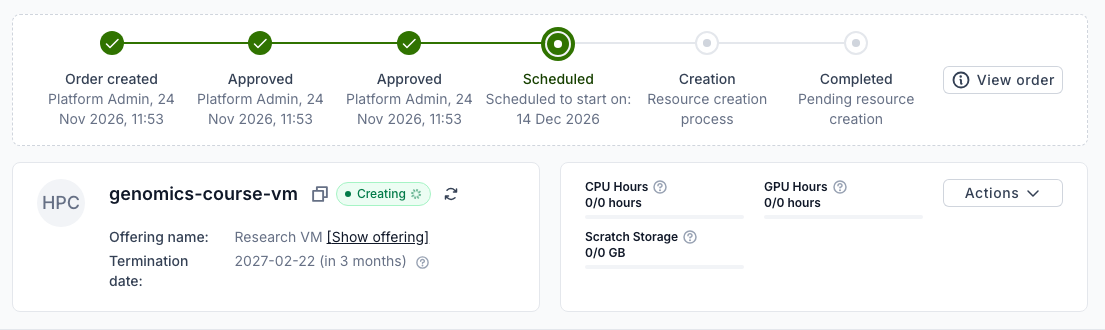 Order created
Platform Admin, 24
Nov 2026, 11:53
Approved
Platform Admin, 24
Nov 2026, 11:53
Approved
Platform Admin, 24
Nov 2026, 11:53
Scheduled
Scheduled to start on:
14 Dec 2026
Creation
Resource creation
process
Completed
Pending resource
creation
View order
HPC
genomics-course-vm
Creating
Offering name: Research VM [Show offering]
Termination date: 2027-02-22 (in 3 months)
CPU Hours
0/0 hours
GPU Hours
0/0 hours
Scratch Storage
0/0 GB
Actions